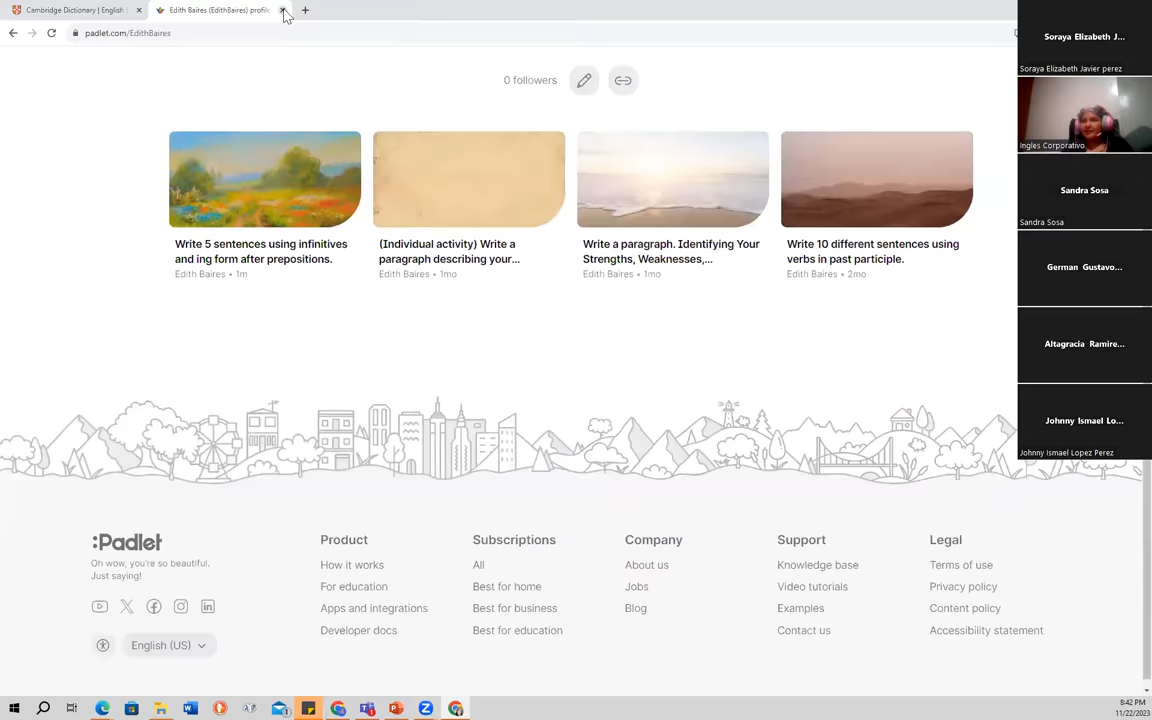 Cambridge Dictionary | English
Edith Baires (EdithBaires) profile
padlet.com/EdithBaires
0 followers
Write 5 sentences using infinitives
and ing form after prepositions.
Edith Baires • 1m
(Individual activity) Write a
paragraph describing your...
Edith Baires • 1mo
Write a paragraph. Identifying Your
Strengths, Weaknesses,...
Edith Baires • 1mo
Write 10 different sentences using
verbs in past participle.
Edith Baires • 2mo
Soraya Elizabeth J...
Soraya Elizabeth Javier perez
Ingles Corporativo
Sandra Sosa
Sandra Sosa
German Gustavo...
Altagracia Ramire...
Johnny Ismael Lo...
Johnny Ismael Lopez Perez
:Padlet
Oh wow, you're so beautiful.
Just saying!
English (US)
Product
How it works
For education
Apps and integrations
Developer docs
Subscriptions
All
Best for home
Best for business
Best for education
Company
About us
Jobs
Blog
Support
Knowledge base
Video tutorials
Examples
Contact us
Legal
Terms of use
Privacy policy
Content policy
Accessibility statement
8:42 PM
11/22/2023